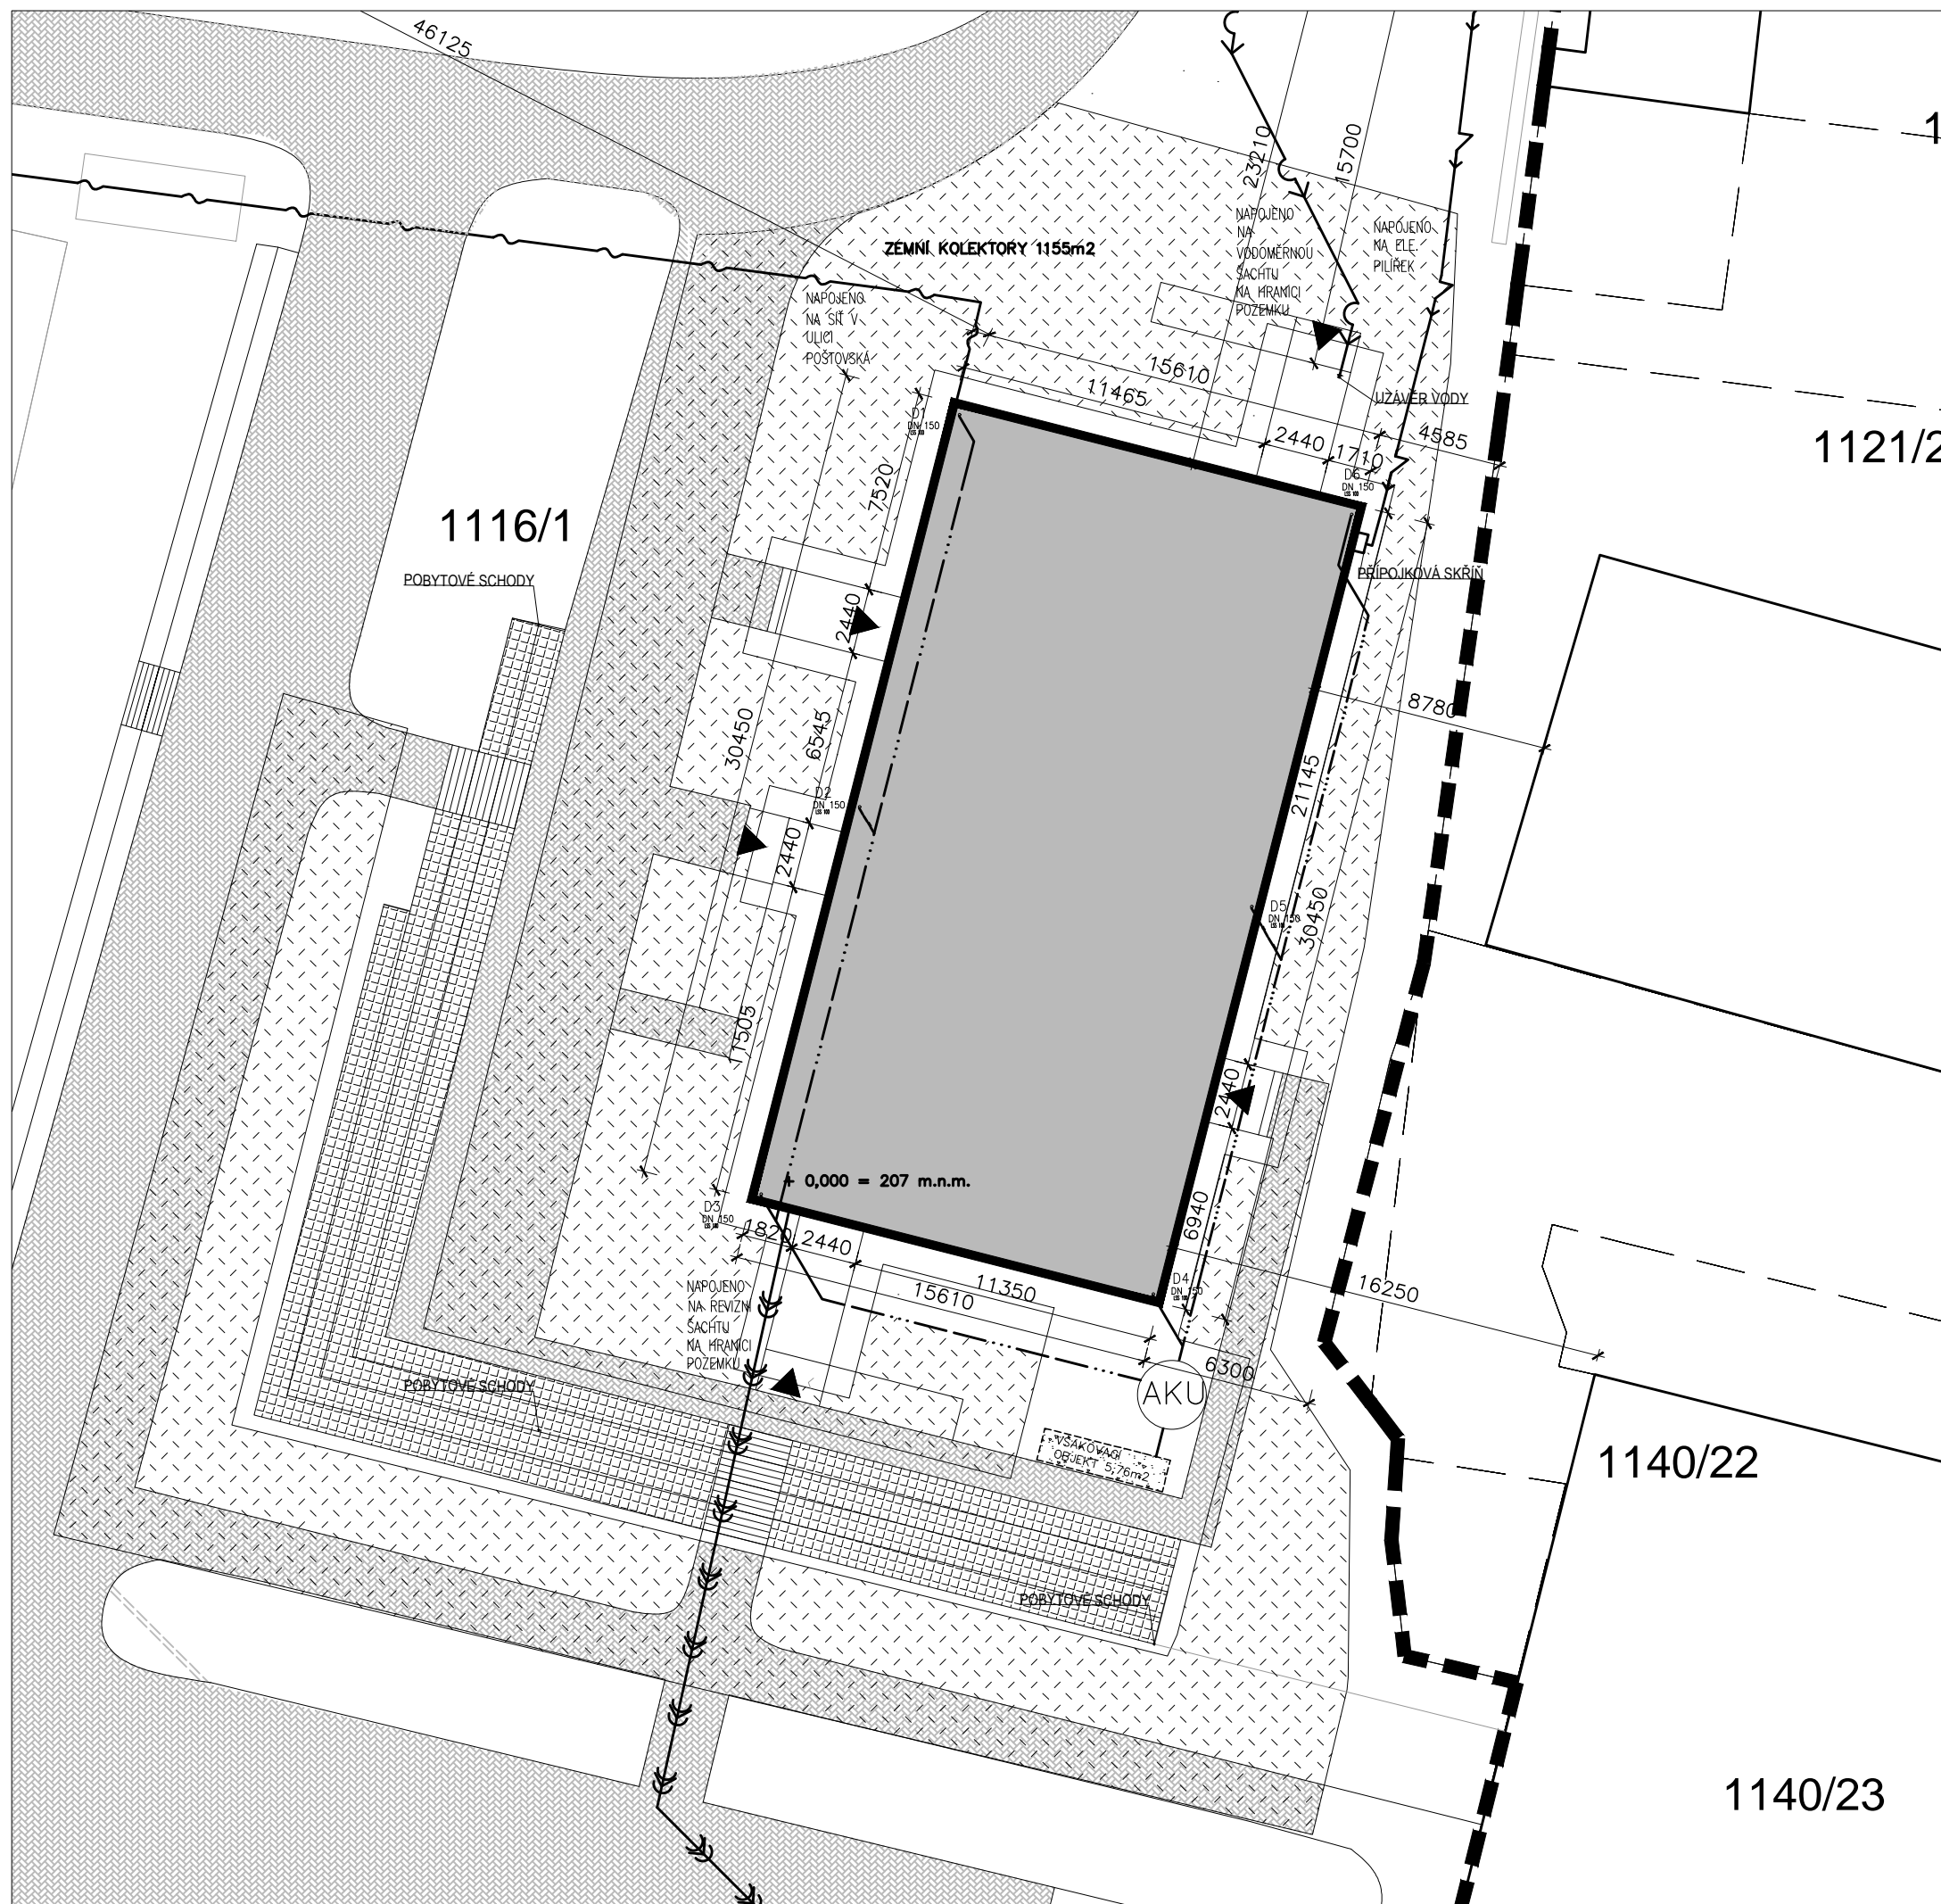 46125
23210
15700
1
NAPOJENO
NA
VODOMĚRNOU
ŠACHTU
NA HRANICI
POZEMKU
NAPOJENO
NA ELE.
PILÍŘEK
ZEMNÍ KOLEKTORY 1155m2
NAPOJENO
NA SÍŤ V
ULICI
POŠTOVSKÁ
15610
11465
UZÁVĚR VODY
2440
1710
4585
1121/2
D1
DN 150
D6
DN 150
7520
1116/1
POBYTOVÉ SCHODY
PŘÍPOJKOVÁ SKŘÍŇ
2440
8780
30450
6545
21145
D2
DN 150
2440
D5
DN 150
30450
11505
2440
+ 0,000 = 207 m.n.m.
D3
DN 150
1820
2440
6940
NAPOJENO
NA REVIZNÍ
ŠACHTU
NA HRANICI
POZEMKU
15610
11350
D4
DN 150
16250
6300
AKU
POBYTOVÉ SCHODY
VSAKOVACÍ
OBJEKT 5,76m2
1140/22
POBYTOVÉ SCHODY
1140/23